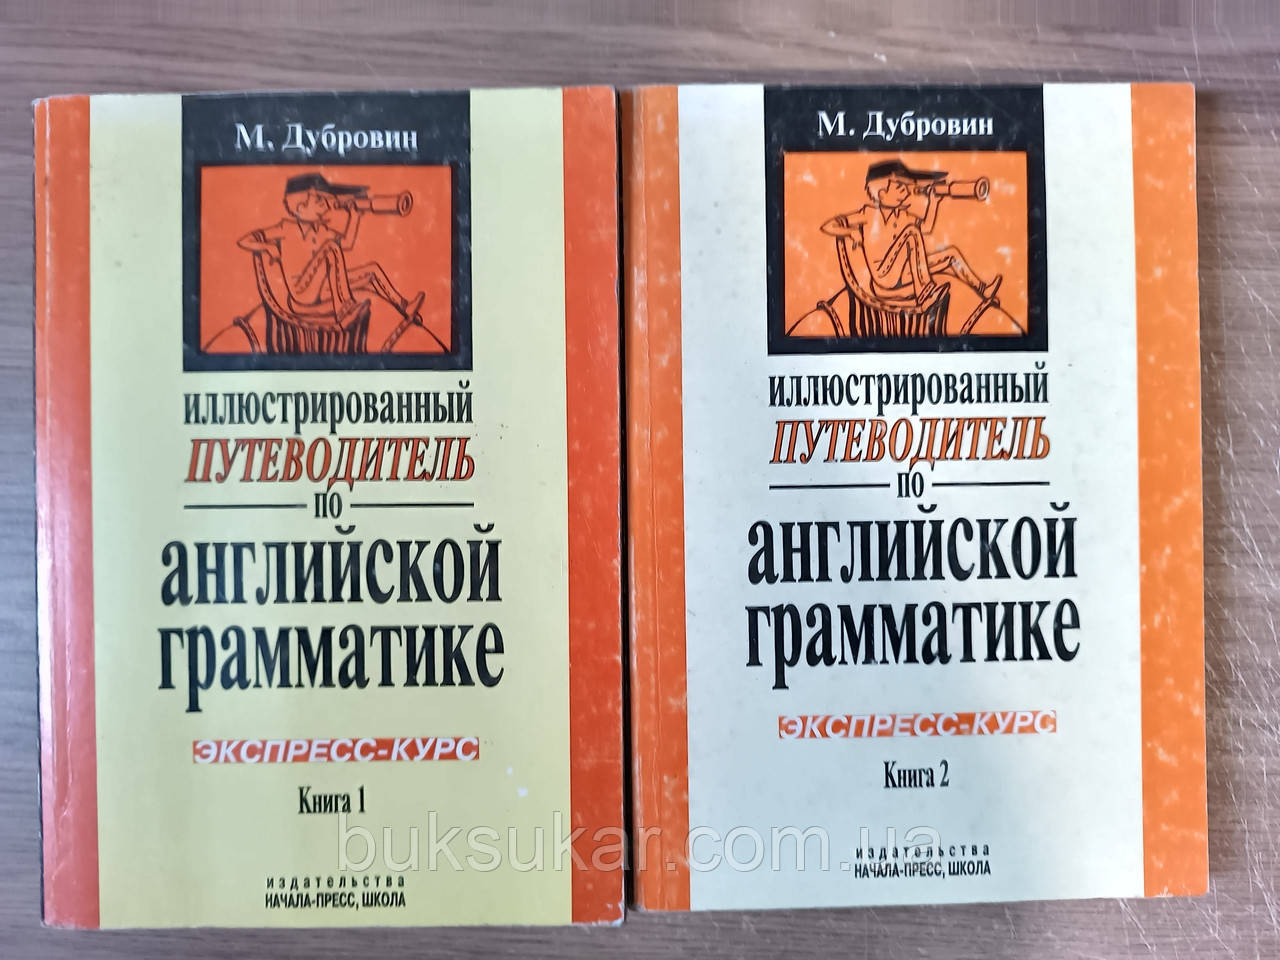 М. Дубровин
иллюстрированный
ПУТЕВОДИТЕЛЬ
по
английской
грамматике
ЭКСПРЕСС-КУРС
Книга 1
издательства
НАЧАЛА-ПРЕСС, ШКОЛА
М. Дубровин
иллюстрированный
ПУТЕВОДИТЕЛЬ
по
английской
грамматике
ЭКСПРЕСС-КУРС
Книга 2
издательства
НАЧАЛА-ПРЕСС, ШКОЛА
buksukar.com.ua